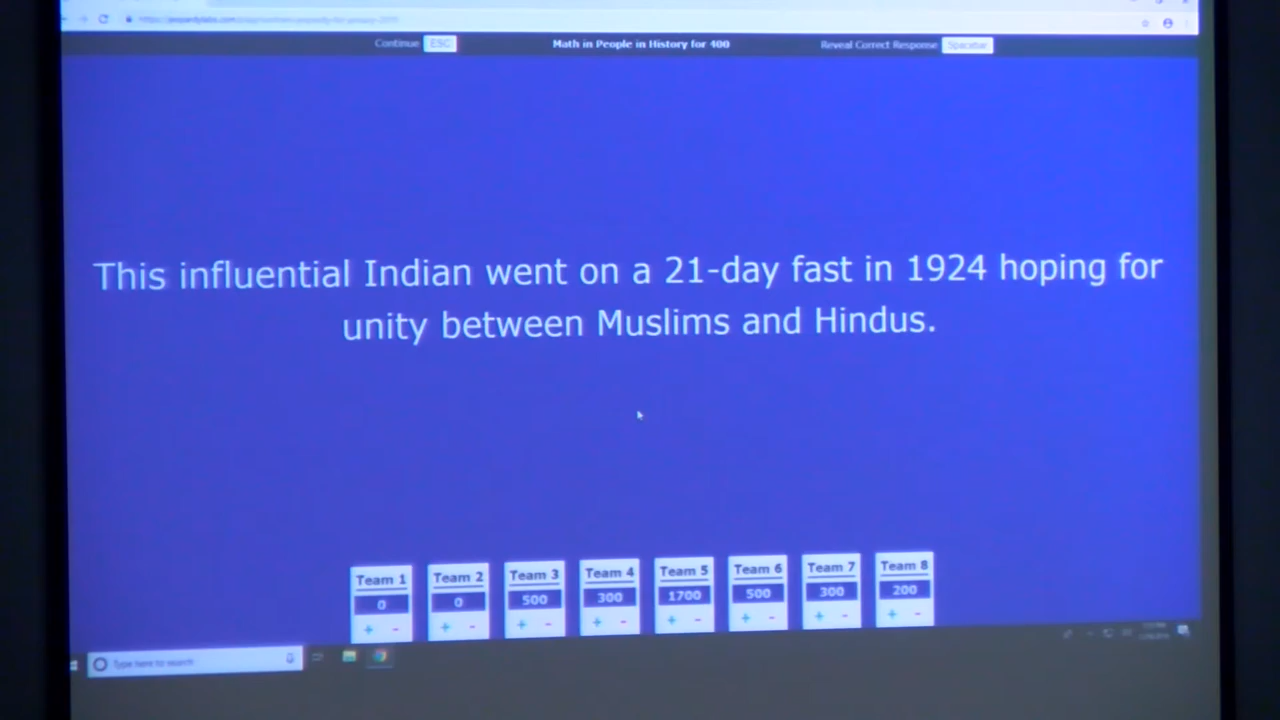 Continue ESC Math in People in History for 400 Reveal Correct Response Spacebar
This influential Indian went on a 21-day fast in 1924 hoping for
unity between Muslims and Hindus.
Team 1 Team 2 Team 3 Team 4 Team 5 Team 6 Team 7 Team 8
0 0 500 300 1700 500 300 200
+ - + - + - + - + - + - + - + -
Type here to search